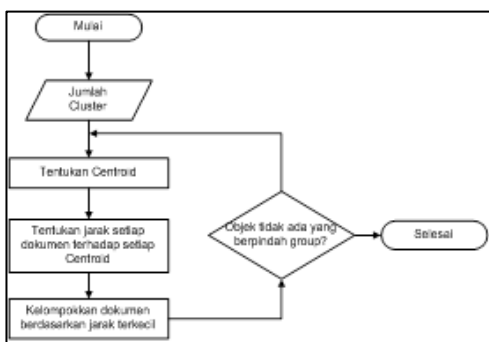 Mulai
Jumlah
Cluster
Tentukan Centroid
Tentukan jarak setiap
dokumen terhadap setiap
Centroid
Kelompokkan dokumen
berdasarkan jarak terkecil
Objek tidak ada yang
berpindah group?
Selesai